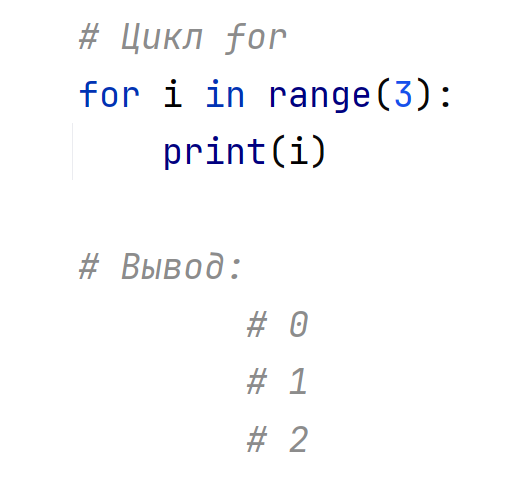 # Цикл for
for i in range(3):
    print(i)
# Вывод:
        # 0
        # 1
        # 2